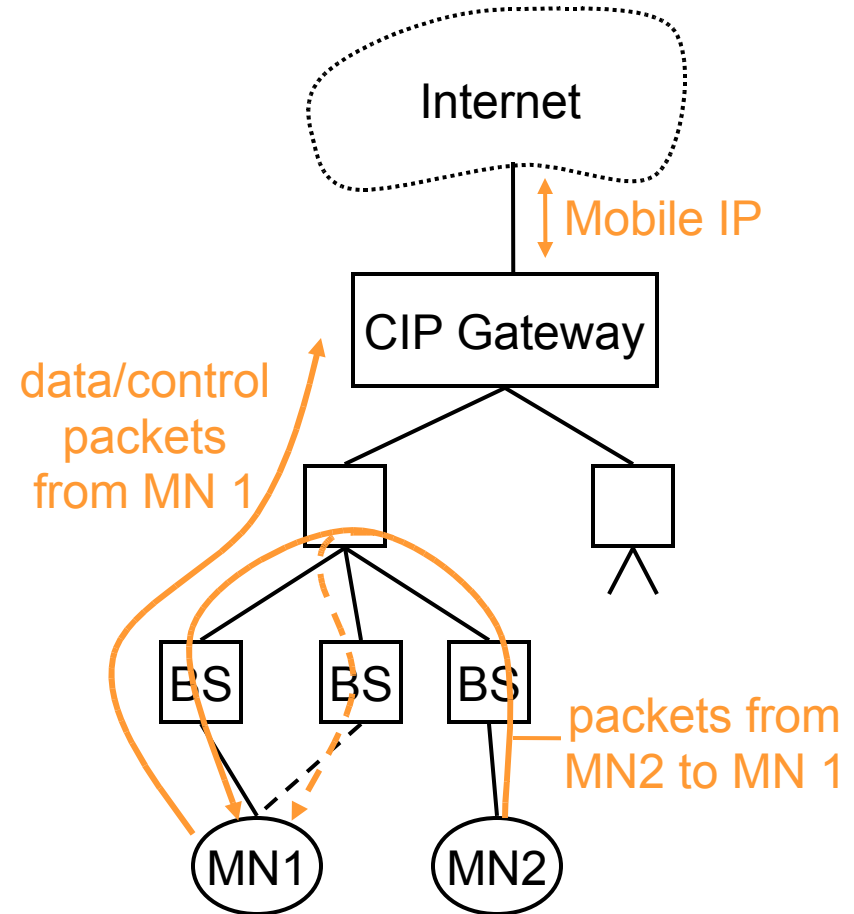 Internet
Mobile IP
CIP Gateway
data/control
packets
from MN 1
BS
BS
BS
packets from
MN2 to MN 1
MN1
MN2